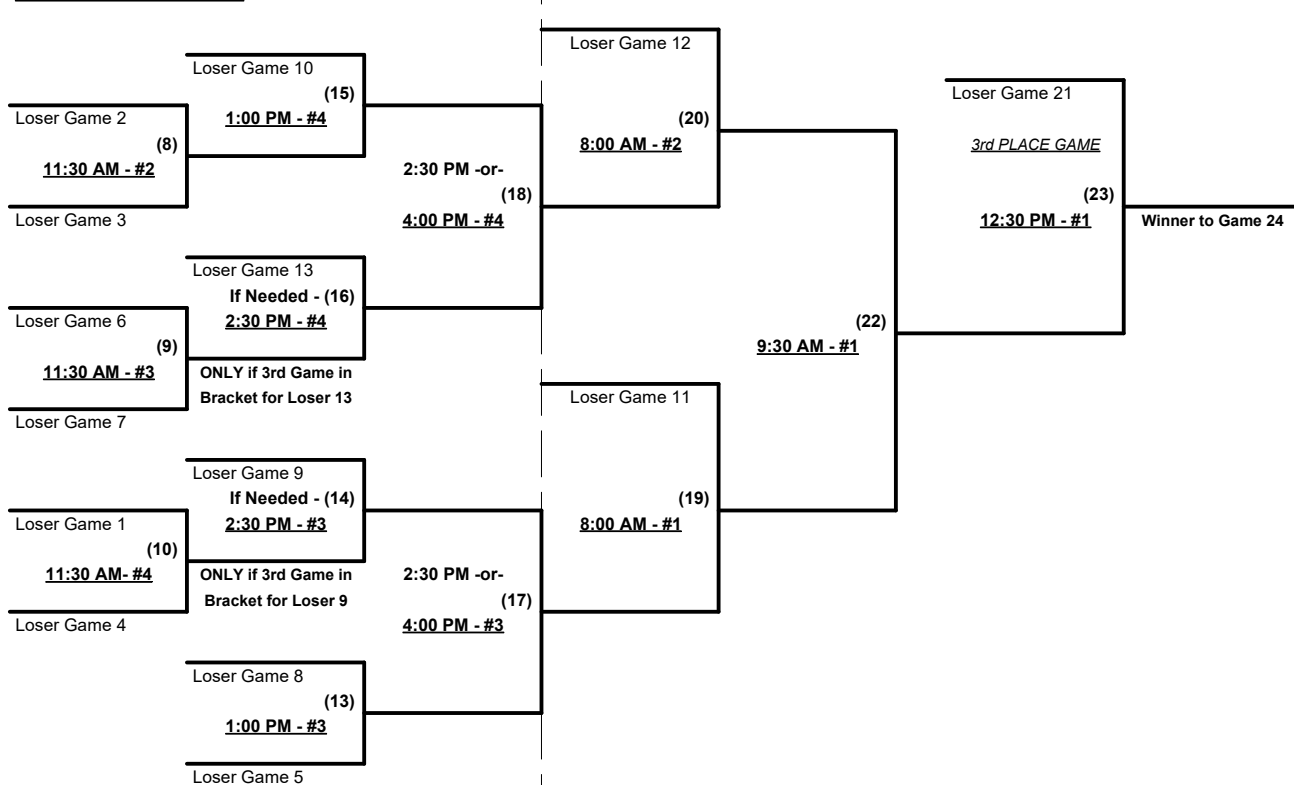 Loser Game 12
Loser Game 10
(15)
1:00 PM - #4
Loser Game 2
(8)
11:30 AM - #2
Loser Game 3
2:30 PM -or-
(18)
4:00 PM - #4
(20)
8:00 AM - #2
Loser Game 21
3rd PLACE GAME
(23)
12:30 PM - #1
Winner to Game 24
Loser Game 13
If Needed - (16)
2:30 PM - #4
Loser Game 6
(9)
11:30 AM - #3
ONLY if 3rd Game in
Bracket for Loser 13
Loser Game 7
(22)
9:30 AM - #1
Loser Game 11
Loser Game 9
If Needed - (14)
2:30 PM - #3
Loser Game 1
(10)
11:30 AM- #4
ONLY if 3rd Game in
Bracket for Loser 9
Loser Game 4
2:30 PM -or-
(17)
4:00 PM - #3
(19)
8:00 AM - #1
Loser Game 8
(13)
1:00 PM - #3
Loser Game 5